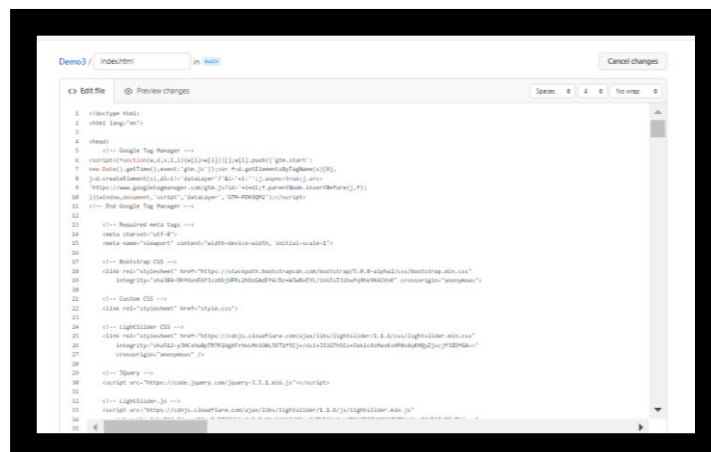 Demo3 / index.html in main Cancel changes
<> Edit file Preview changes Spaces 4 No wrap
1 <!doctype html>
2 <html lang="en">
3
4 <head>
5 <!-- Google Tag Manager -->
6 <script>(function(w,d,s,l,i){w[l]=w[l]||[];w[l].push({'gtm.start':
7 new Date().getTime(),event:'gtm.js'});var f=d.getElementsByTagName(s)[0],
8 j=d.createElement(s),dl=l!='dataLayer'?'&l='+l:'';j.async=true;j.src=
9 'https://www.googletagmanager.com/gtm.js?id='+i+dl;f.parentNode.insertBefore(j,f);
10 })(window,document,'script','dataLayer',
11 <!-- End Google Tag Manager -->
12
13 <!-- Required meta tags -->
14 <meta charset="utf-8">
15 <meta name="viewport" content="width=device-width, initial-scale=1">
16
17 <!-- Bootstrap CSS -->
18 <link rel="stylesheet" href="https://stackpath.bootstrapcdn.com/bootstrap/5.0.0-alpha1/css/bootstrap.min.css"
19 crossorigin="anonymous">
20
21 <!-- Custom CSS -->
22 <link rel="stylesheet" href="style.css">
23
24 <!-- LightSlider CSS -->
25 <link rel="stylesheet" href="https://cdnjs.cloudflare.com/ajax/libs/lightslider/1.1.6/css/lightslider.min.css"
26
27 crossorigin="anonymous" />
28
29 <!-- JQuery -->
30 <script src="https://code.jquery.com/jquery-3.5.1.min.js"></script>
31
32 <!-- LightSlider.js -->
33 <script src="https://cdnjs.cloudflare.com/ajax/libs/lightslider/1.1.6/js/lightslider.min.js"
34
35